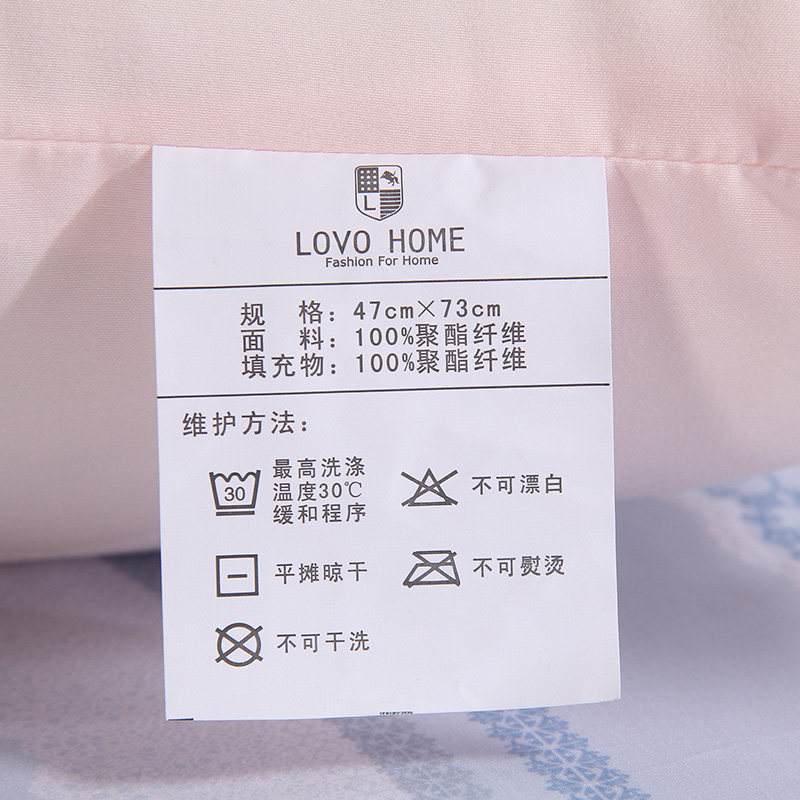 L
LOVO HOME
Fashion For Home
规 格：47cm×73cm
面 料：100%聚酯纤维
填充物：100%聚酯纤维
维护方法：
30
最高洗涤
温度30℃
缓和程序
不可漂白
平摊晾干
不可熨烫
不可干洗